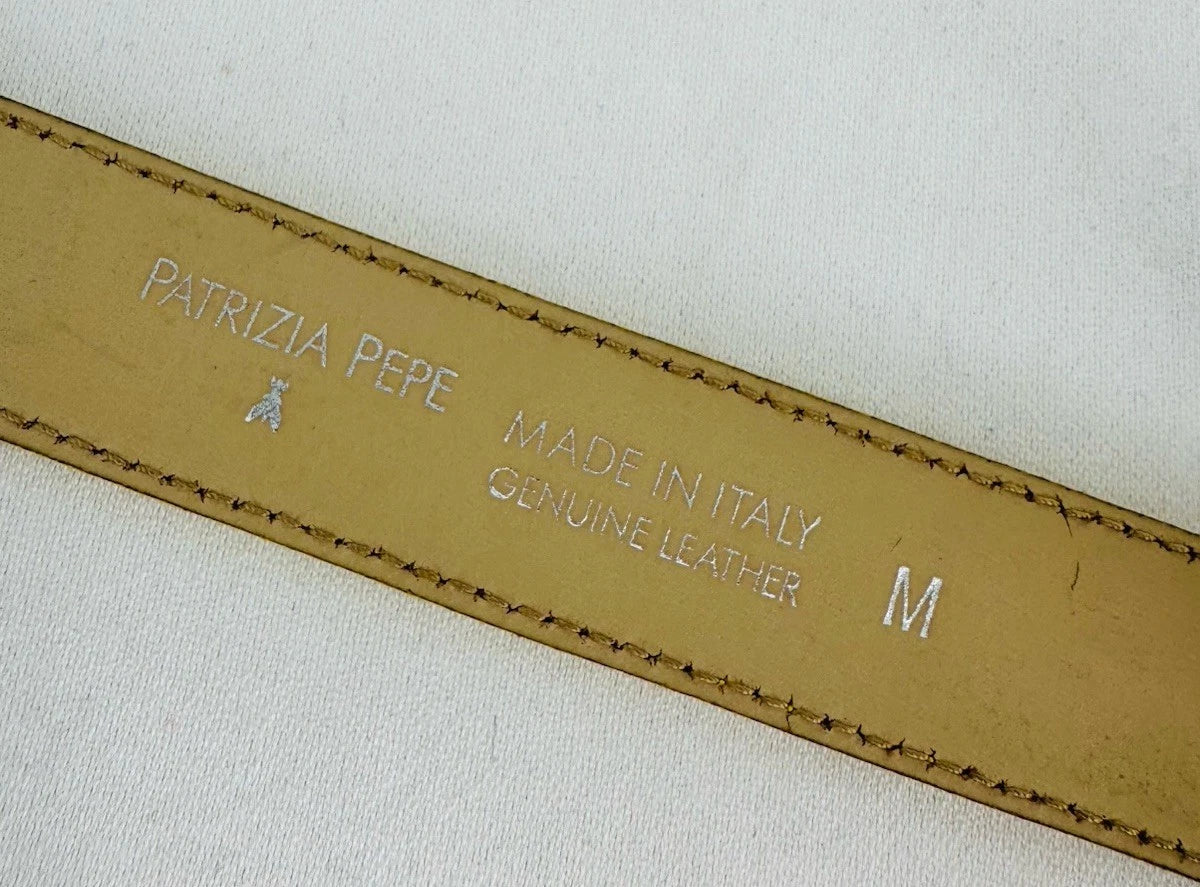 PATRIZIA PEPE
MADE IN ITALY
GENUINE LEATHER
M